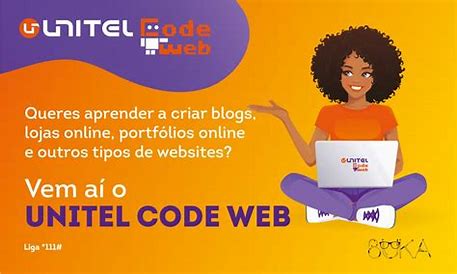 UNITEL Code web
Queres aprender a criar blogs,
lojas online, portfólios online
e outros tipos de websites?
Vem aí o
UNITEL CODE WEB
Liga *111#
UNITEL Code web